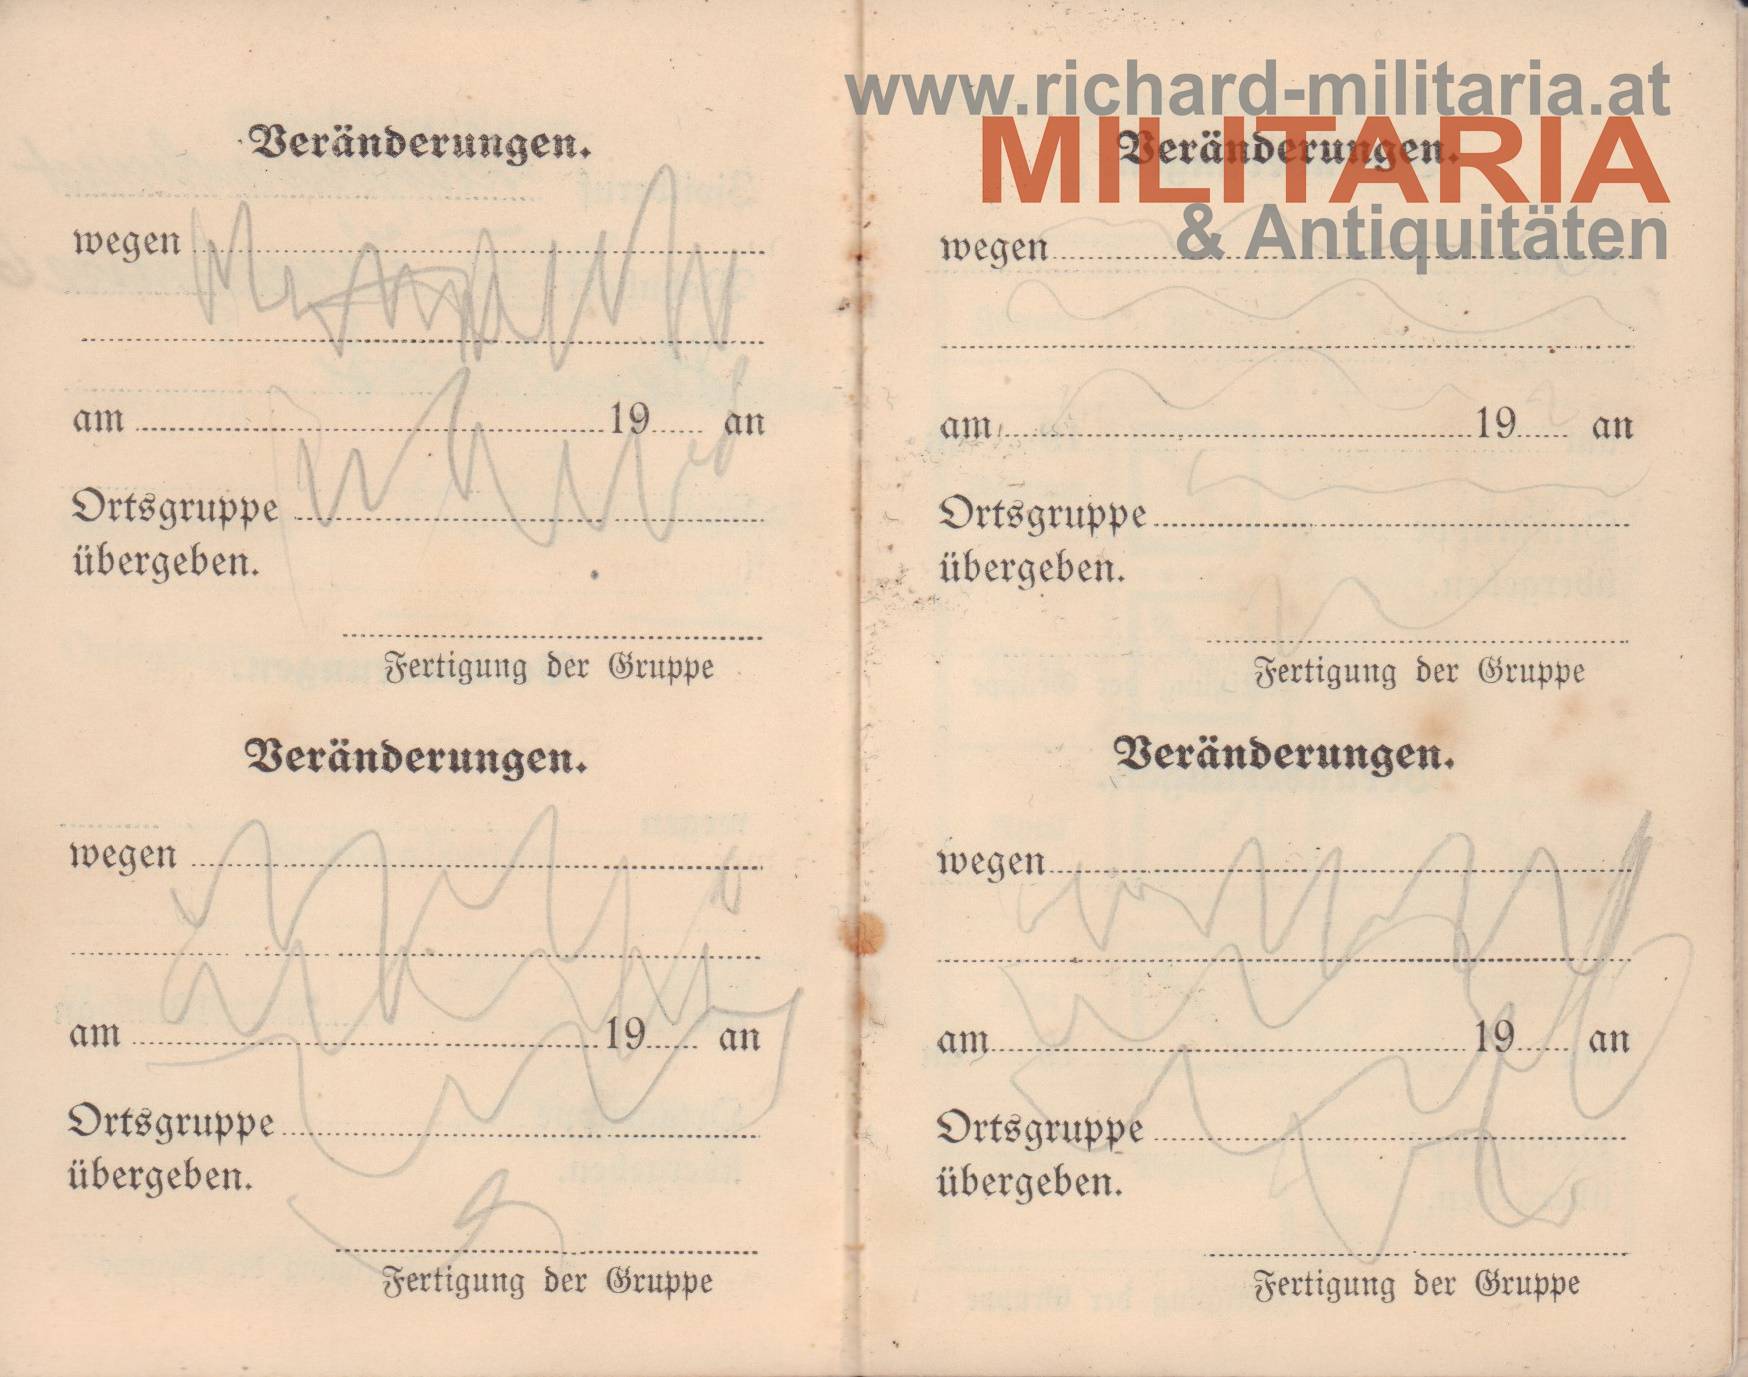 www.richard-militaria.at
MILITARIA
& Antiquitäten
Veränderungen.
wegen
am 19 an
Ortsgruppe
übergeben.
Fertigung der Gruppe
Veränderungen.
wegen
am 19 an
Ortsgruppe
übergeben.
Fertigung der Gruppe
Veränderungen.
wegen
am 19 an
Ortsgruppe
übergeben.
Fertigung der Gruppe
Veränderungen.
wegen
am 19 an
Ortsgruppe
übergeben.
Fertigung der Gruppe